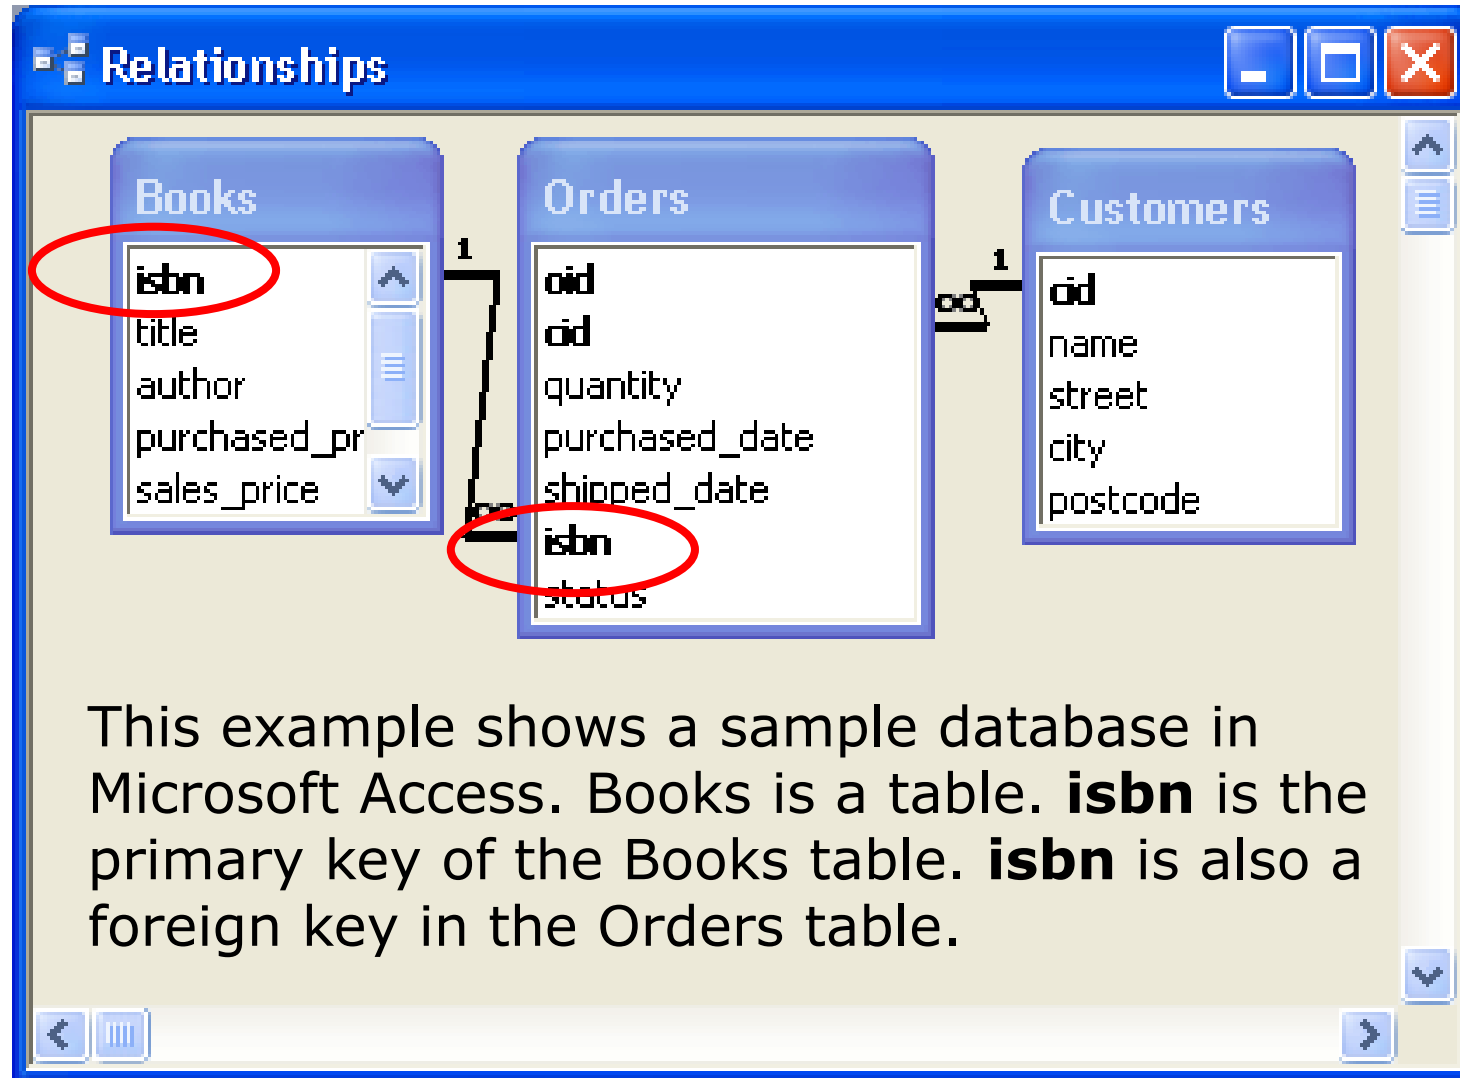 Relationships
Books
isbn
title
author
purchased_pr
sales_price
1
∞
Orders
oid
cid
quantity
purchased_date
shipped_date
isbn
status
∞
1
Customers
cid
name
street
city
postcode
This example shows a sample database in
Microsoft Access. Books is a table. isbn is the
primary key of the Books table. isbn is also a
foreign key in the Orders table.